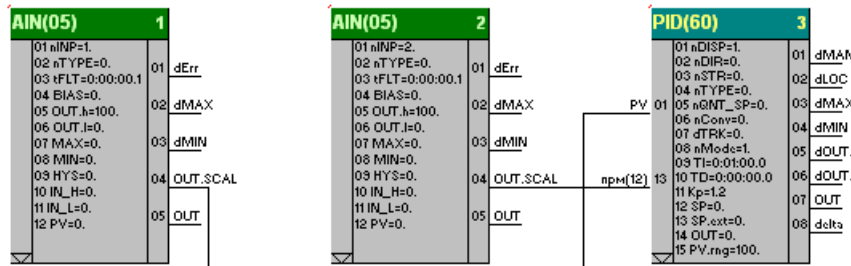 AIN(05) 1
01 nINP=1.
02 nTYPE=0.
03 tFLT=0:00:00.1
04 BIAS=0.
05 OUT.h=100.
06 OUT.l=0.
07 MAX=0.
08 MIN=0.
09 HYS=0.
10 IN_H=0.
11 IN_L=0.
12 PV=0.
01 dErr
02 dMAX
03 dMIN
04 OUT.SCAL
05 OUT
AIN(05) 2
01 nINP=2.
02 nTYPE=0.
03 tFLT=0:00:00.1
04 BIAS=0.
05 OUT.h=100.
06 OUT.l=0.
07 MAX=0.
08 MIN=0.
09 HYS=0.
10 IN_H=0.
11 IN_L=0.
12 PV=0.
01 dErr
02 dMAX
03 dMIN
04 OUT.SCAL
05 OUT
PID(60) 3
PV 01
прм(12) 13
01 nDISP=1.
02 nDIR=0.
03 nSTR=0.
04 nTYPE=0.
05 nQNT_SP=0.
06 nConv=0.
07 dTRK=0.
08 nMode=1.
09 TI=0:01:00.0
10 TD=0:00:00.0
11 Kp=1.2
12 SP=0.
13 SP.ext=0.
14 OUT=0.
15 PV.rng=100.
01 dMAN
02 dLOC
03 dMAX
04 dMIN
05 dOUT.
06 dOUT.
07 OUT
08 delta